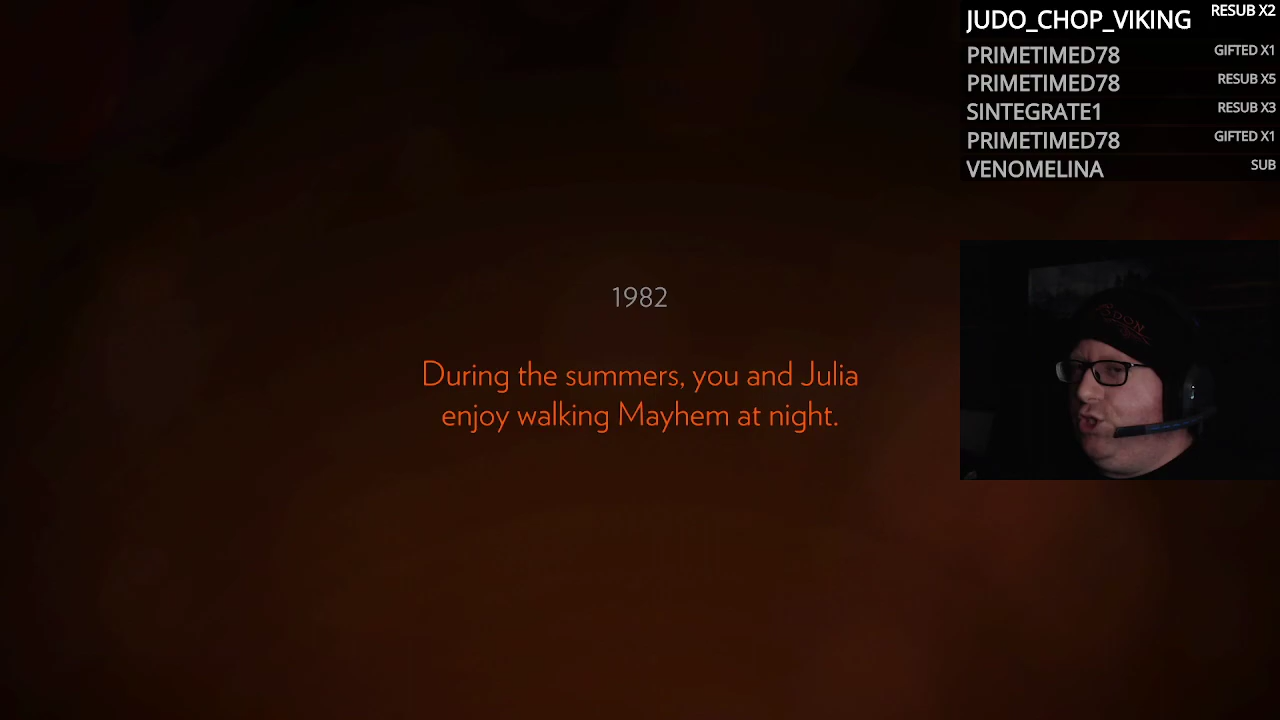 JUDO_CHOP_VIKING RESUB X2
PRIMETIMED78 GIFTED X1
PRIMETIMED78 RESUB X5
SINTEGRATE1 RESUB X3
PRIMETIMED78 GIFTED X1
VENOMELINA SUB
1982
During the summers, you and Julia
enjoy walking Mayhem at night.